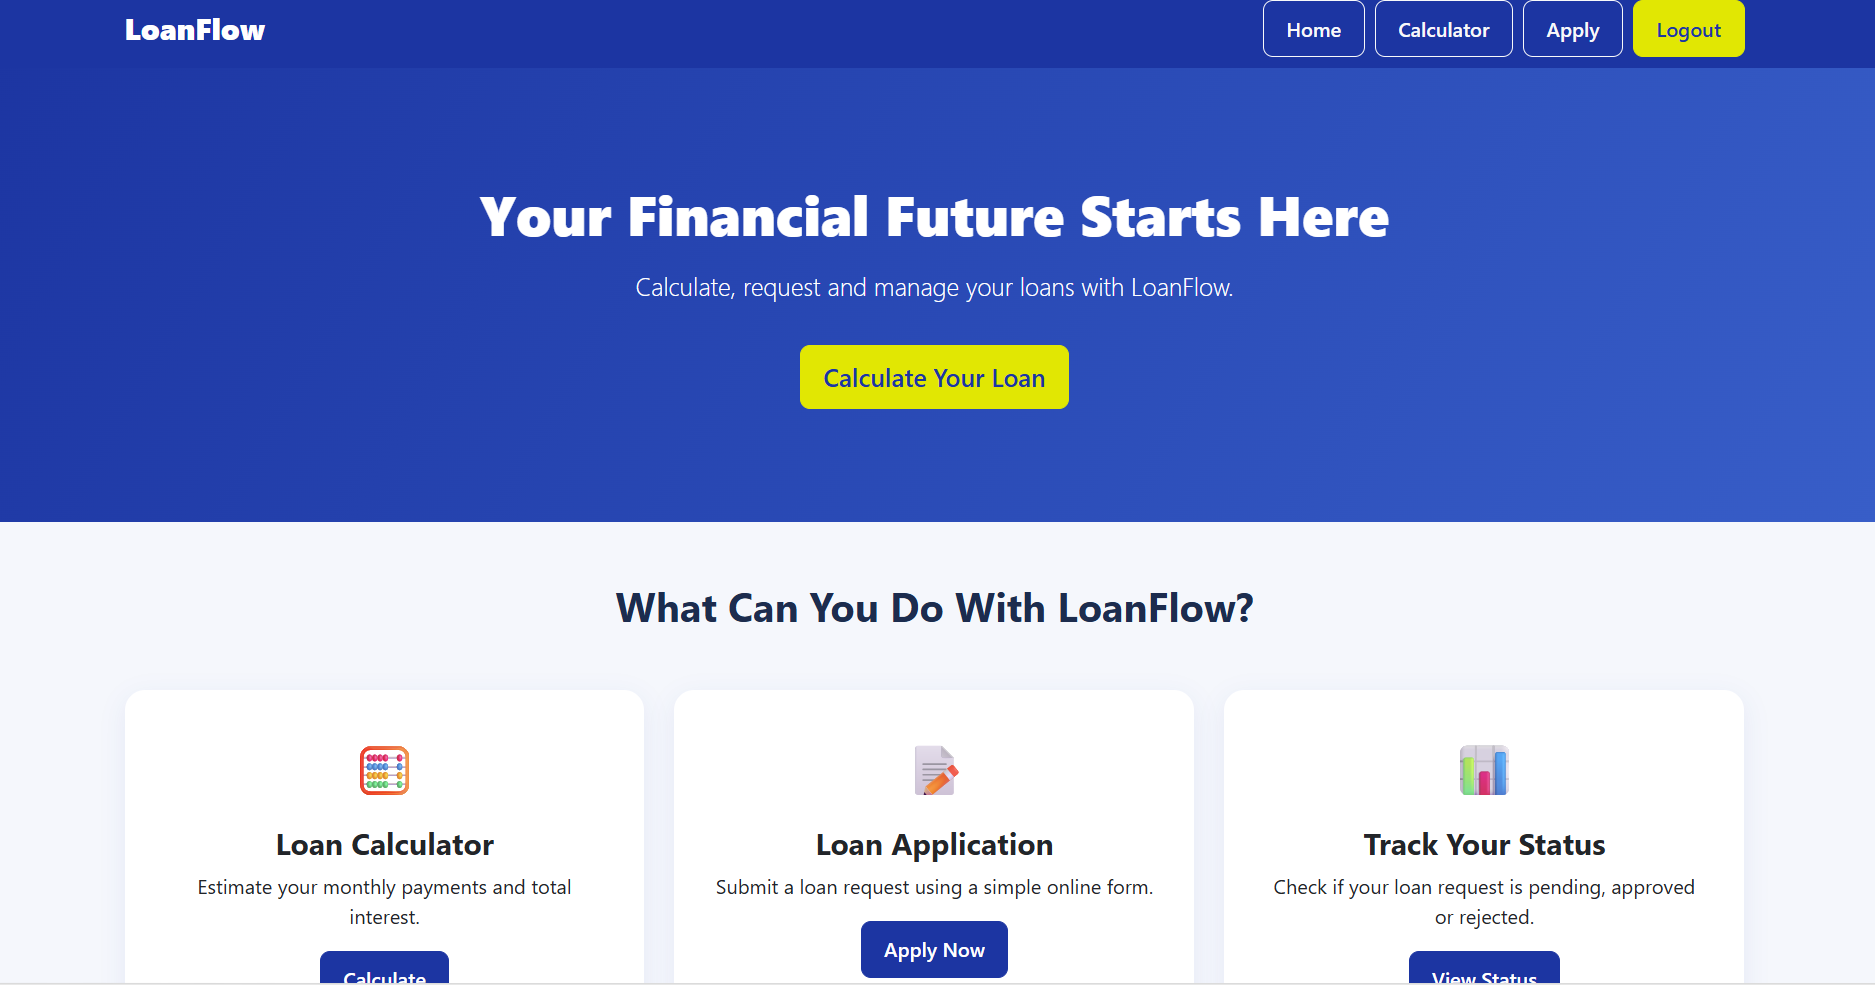 LoanFlow
Home
Calculator
Apply
Logout
Your Financial Future Starts Here
Calculate, request and manage your loans with LoanFlow.
Calculate Your Loan
What Can You Do With LoanFlow?
Loan Calculator
Estimate your monthly payments and total
interest.
Calculate
Loan Application
Submit a loan request using a simple online form.
Apply Now
Track Your Status
Check if your loan request is pending, approved
or rejected.
View Status